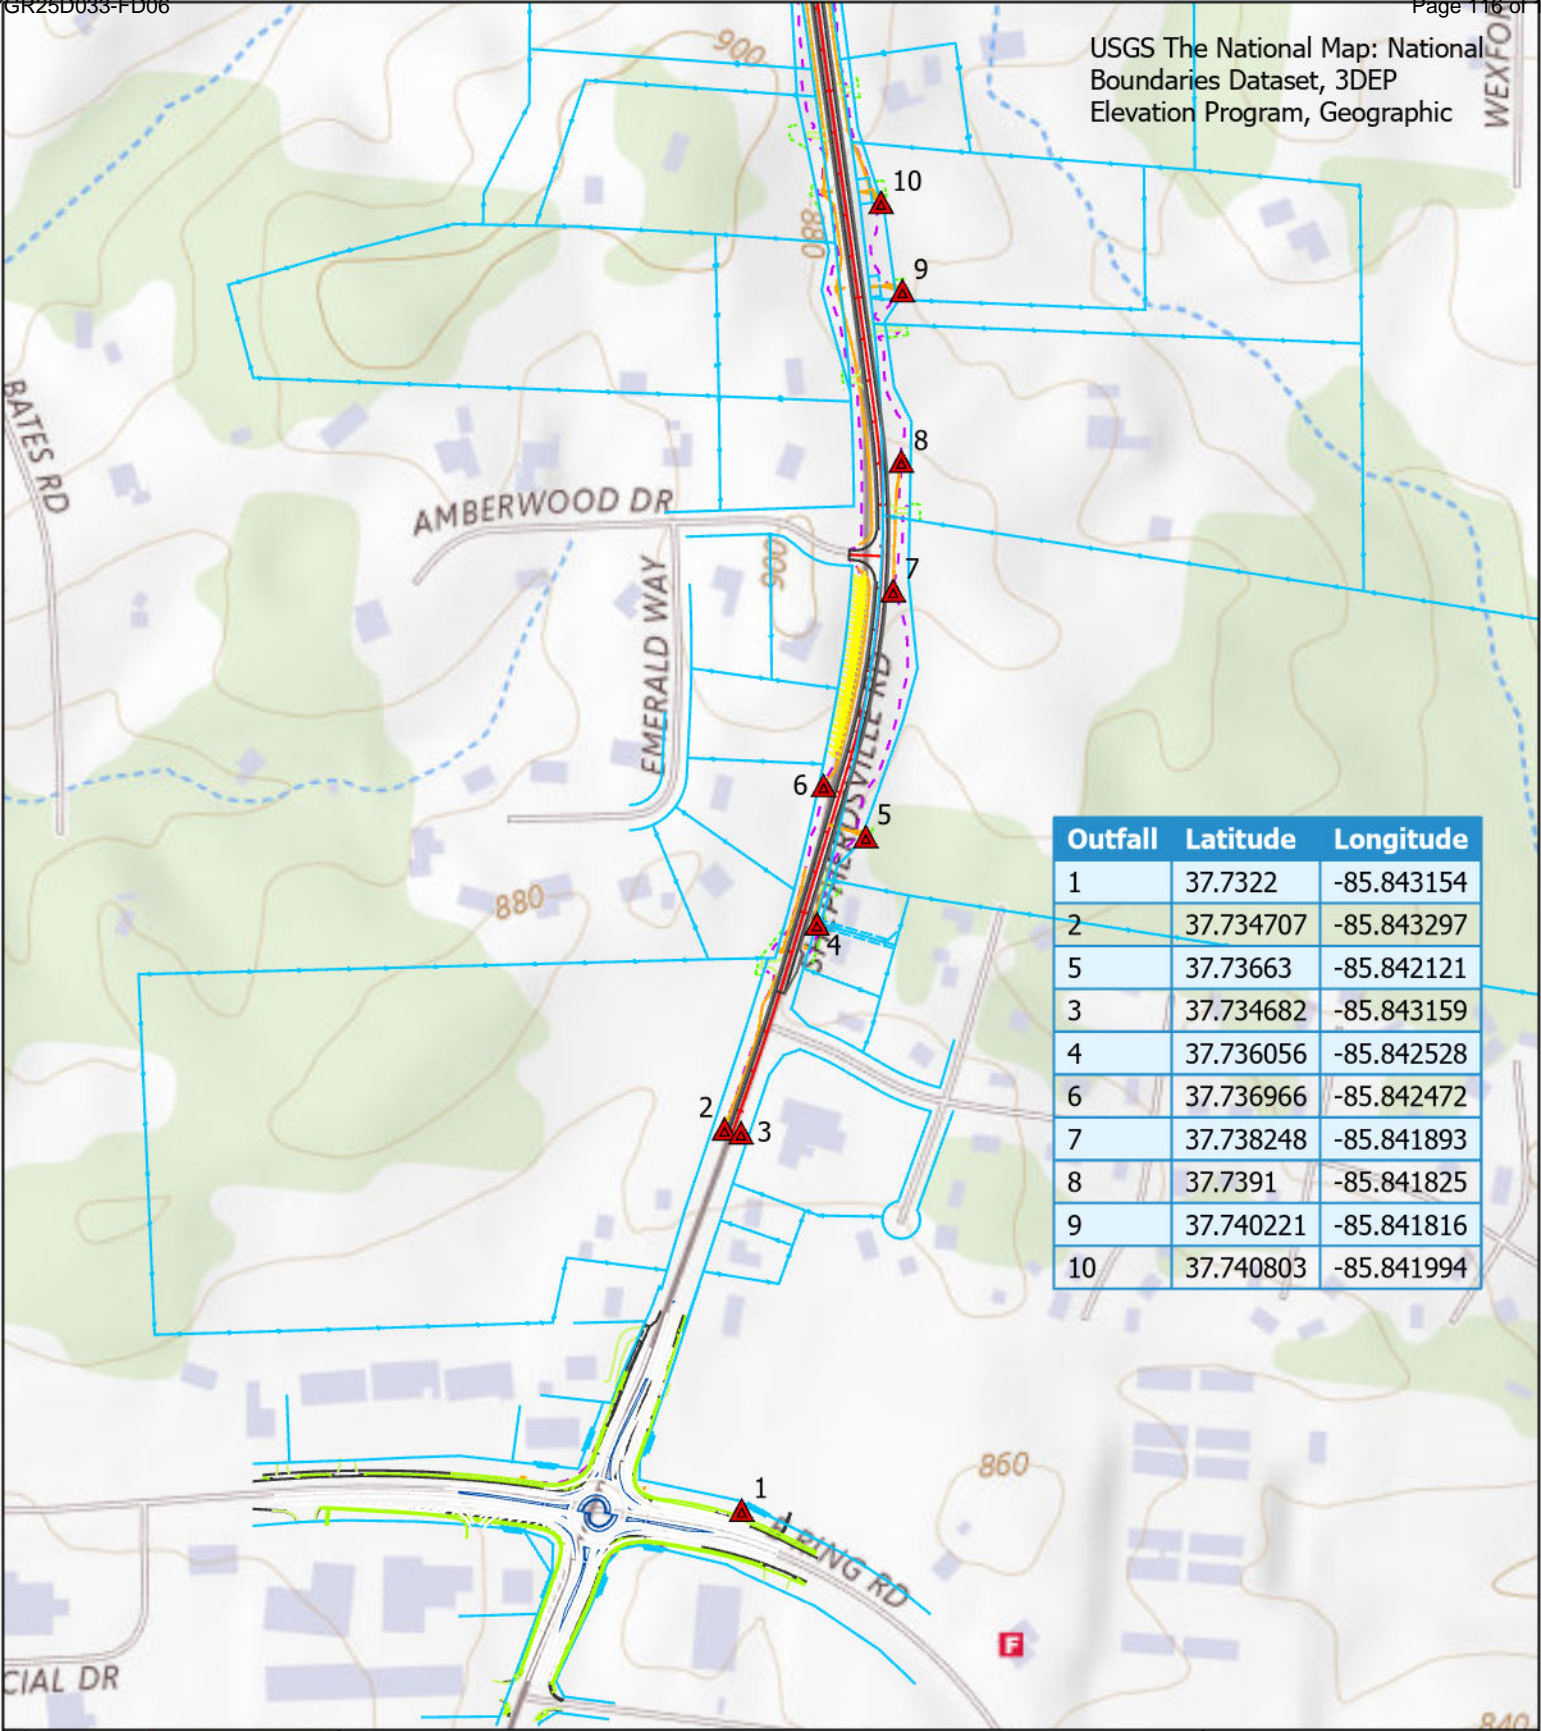 GR25D033-FD06
Page 116 of 1
USGS The National Map: National
Boundaries Dataset, 3DEP
Elevation Program, Geographic
WEXFOR
900
10
880
9
BATES RD
8
AMBERWOOD DR
900
7
EMERALD WAY
6
5
880
4
2
3
Outfall Latitude Longitude
1 37.7322 -85.843154
2 37.734707 -85.843297
5 37.73663 -85.842121
3 37.734682 -85.843159
4 37.736056 -85.842528
6 37.736966 -85.842472
7 37.738248 -85.841893
8 37.7391 -85.841825
9 37.740221 -85.841816
10 37.740803 -85.841994
860
1
RING RD
F
CIAL DR
840